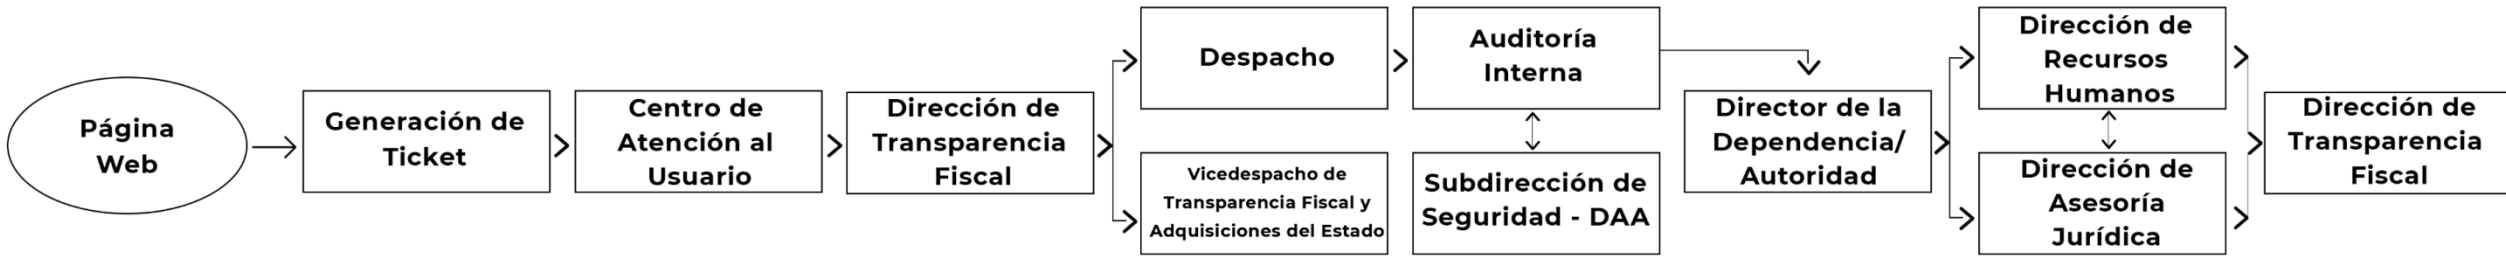 Página
Web
Generación de
Ticket
Centro de
Atención al
Usuario
Dirección de
Transparencia
Fiscal
Despacho
Vicedespacho de
Transparencia Fiscal y
Adquisiciones del Estado
Auditoría
Interna
Subdirección de
Seguridad - DAA
Director de la
Dependencia/
Autoridad
Dirección de
Recursos
Humanos
Dirección de
Asesoría
Jurídica
Dirección de
Transparencia
Fiscal